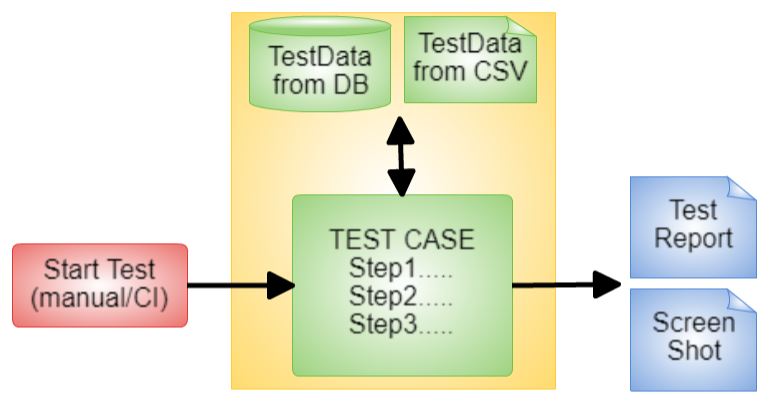 TestData
from DB
TestData
from CSV
Start Test
(manual/CI)
TEST CASE
Step1.....
Step2.....
Step3.....
Test
Report
Screen
Shot